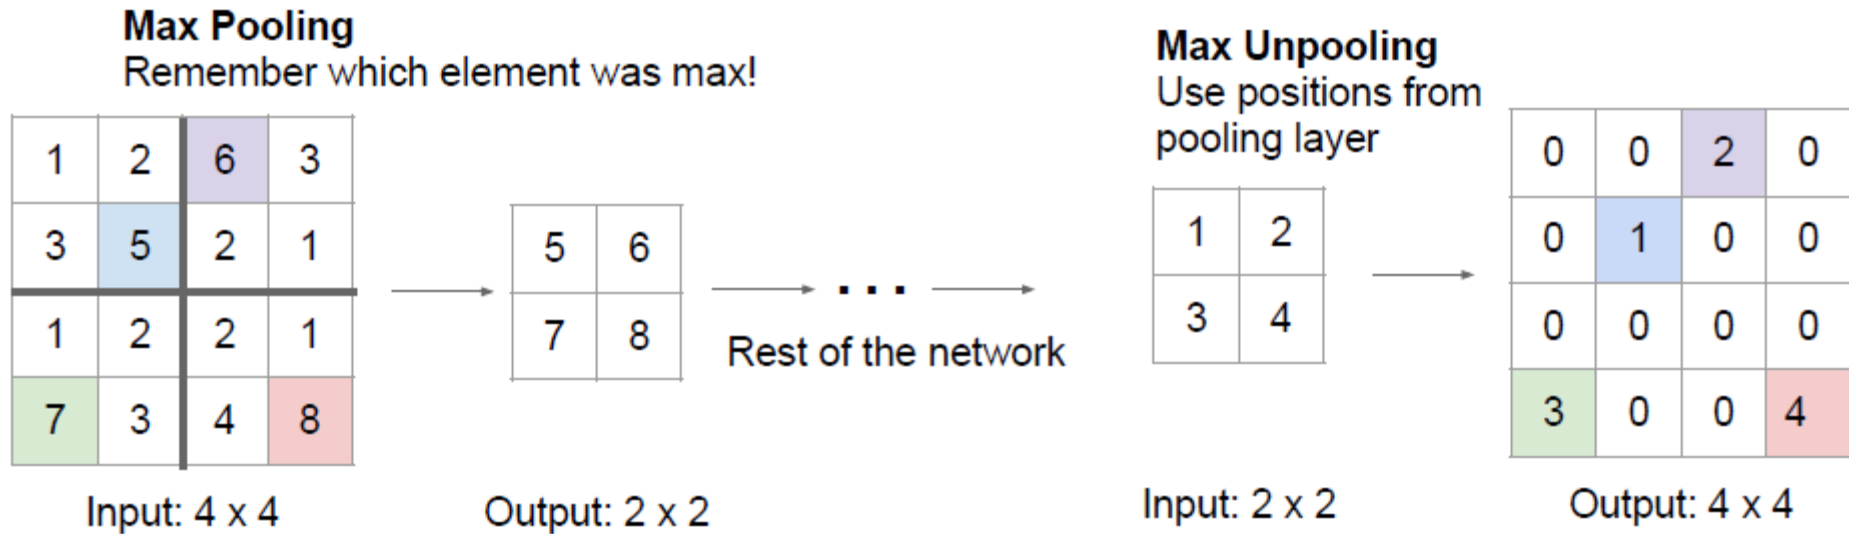 Max Pooling
Remember which element was max!
1 2 6 3
3 5 2 1
1 2 2 1
7 3 4 8
Input: 4 x 4
5 6
7 8
Output: 2 x 2
...
Rest of the network
Max Unpooling
Use positions from
pooling layer
1 2
3 4
Input: 2 x 2
0 0 2 0
0 1 0 0
0 0 0 0
3 0 0 4
Output: 4 x 4